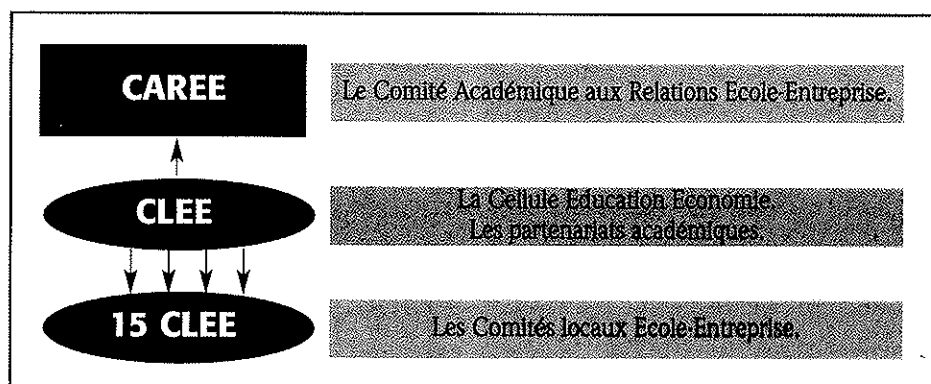 CAREE
Le Comité Académique aux Relations Ecole-Entreprise.
CLEE
La Cellule Education Economie.
Les partenariats académiques.
15 CLEE
Les Comités locaux Ecole-Entreprise.